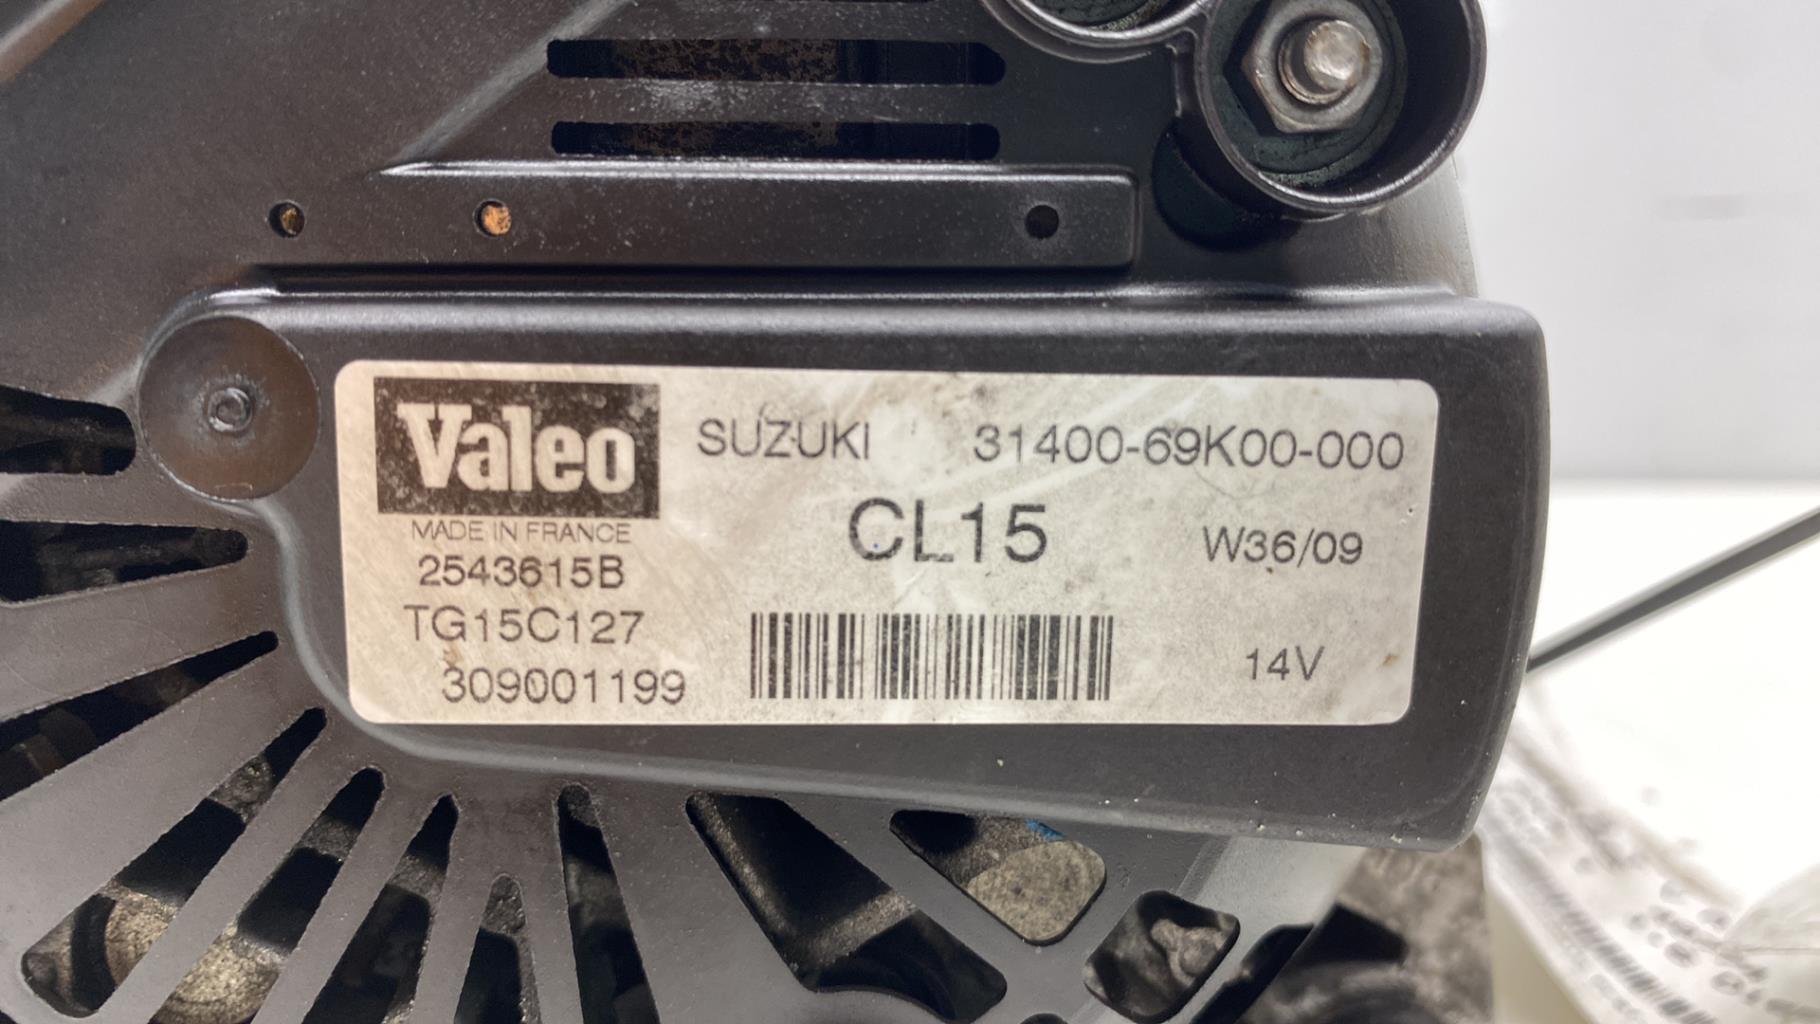 Valeo
MADE IN FRANCE
2543615B
TG15C127
309001199
SUZUKI 31400-69K00-000
CL15 W36/09
14V